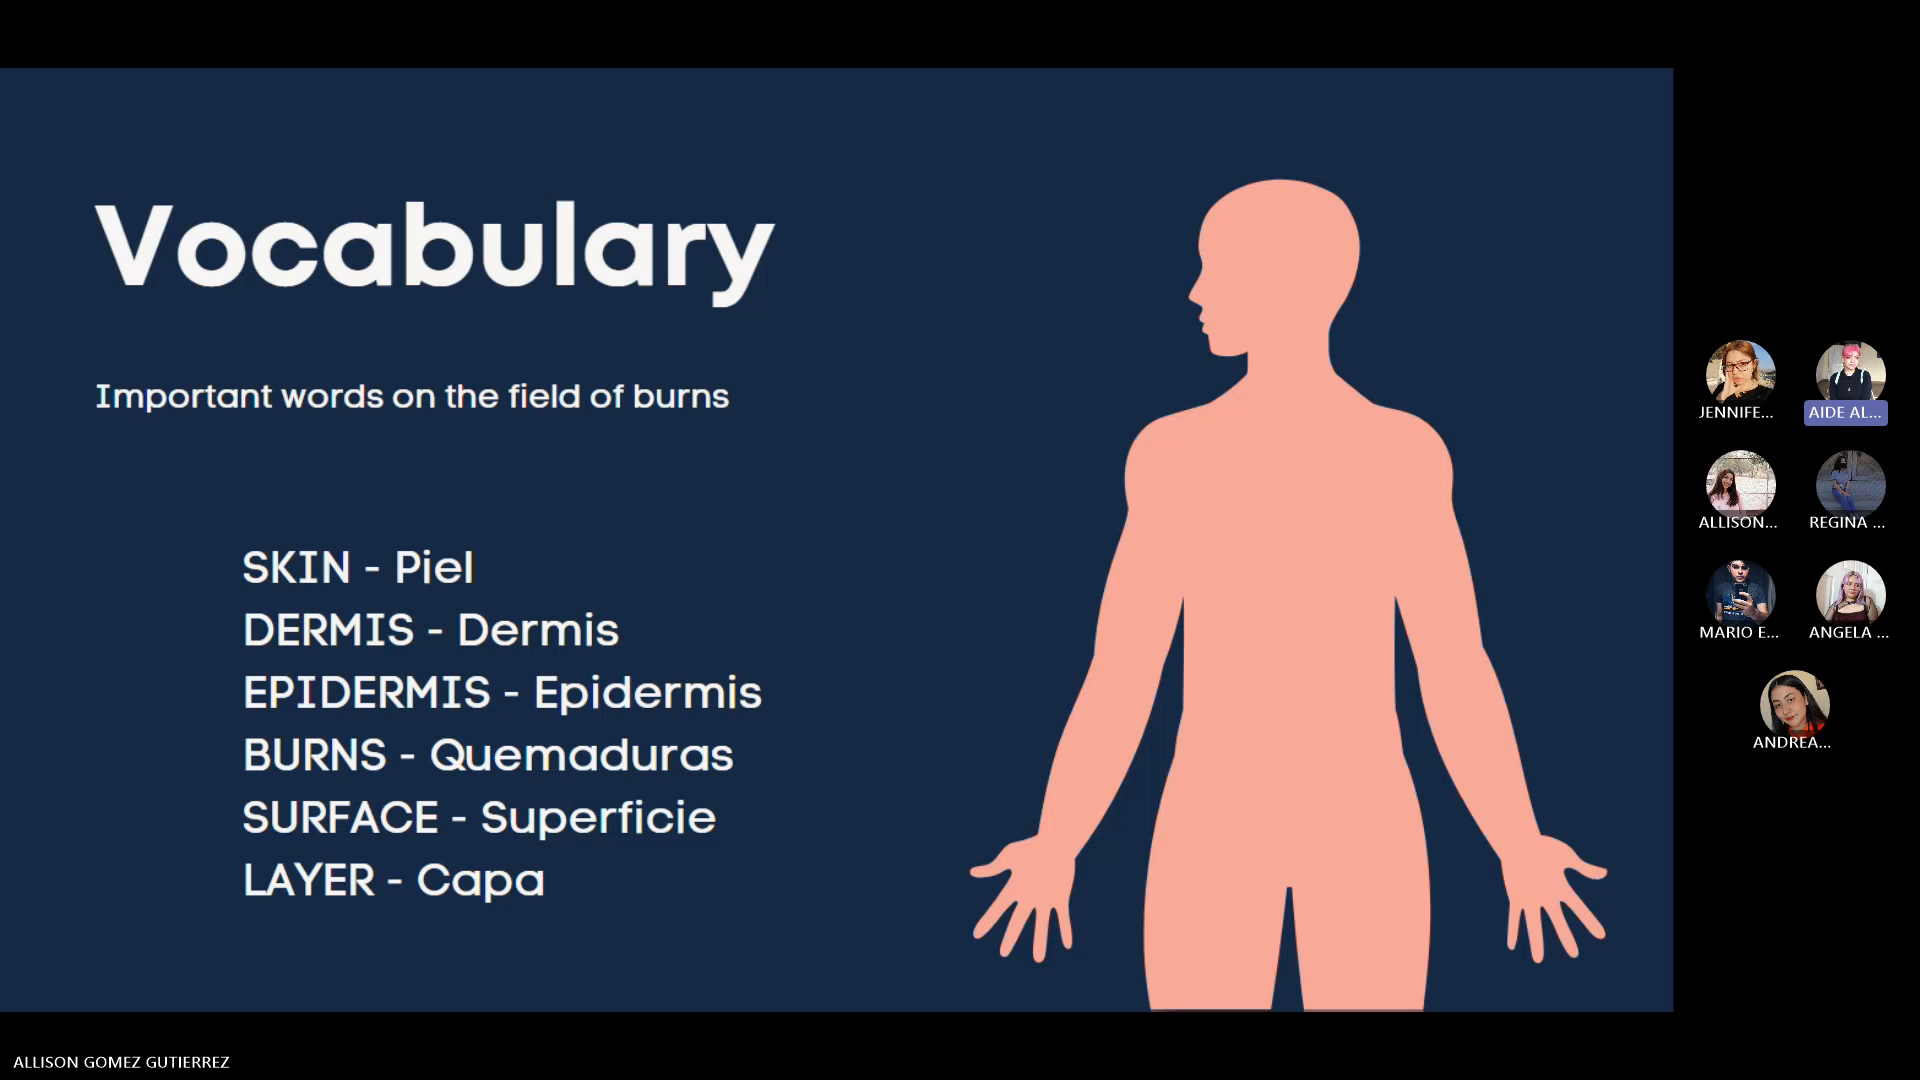 Vocabulary
Important words on the field of burns
SKIN - Piel
DERMIS - Dermis
EPIDERMIS - Epidermis
BURNS - Quemaduras
SURFACE - Superficie
LAYER - Capa
JENNIFE...
AIDE AL...
ALLISON...
REGINA ...
MARIO E...
ANGELA ...
ANDREA...
ALLISON GOMEZ GUTIERREZ